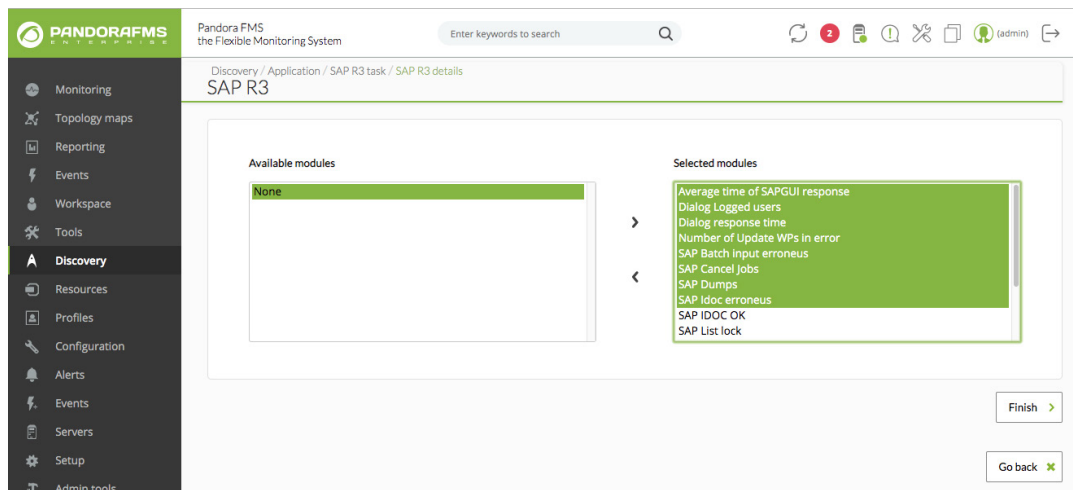 PANDORAFMS
ENTERPRISE
Pandora FMS
the Flexible Monitoring System
Enter keywords to search
2
(admin)
Discovery / Application / SAP R3 task / SAP R3 details
SAP R3
Monitoring
Topology maps
Reporting
Events
Workspace
Tools
Discovery
Resources
Profiles
Configuration
Alerts
Events
Servers
Setup
Admin tools
Available modules
None
Selected modules
Average time of SAPGUI response
Dialog Logged users
Dialog response time
Number of Update WPs in error
SAP Batch input erroneus
SAP Cancel Jobs
SAP Dumps
SAP Idoc erroneus
SAP IDOC OK
SAP List lock
Finish
Go back